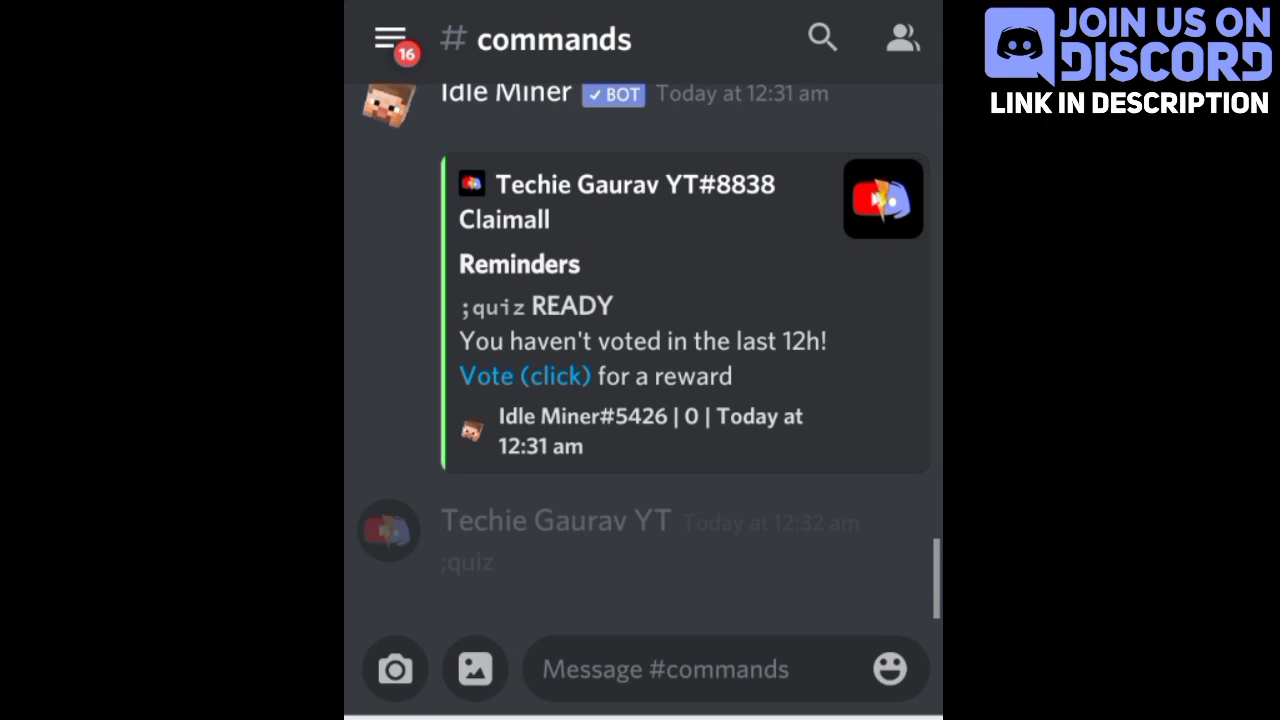 16
# commands
Idle Miner ✓ BOT Today at 12:31 am
Techie Gaurav YT#8838
Claimall
Reminders
;quiz READY
You haven't voted in the last 12h!
Vote (click) for a reward
Idle Miner#5426 | 0 | Today at
12:31 am
Techie Gaurav YT Today at 12:32 am
;quiz
Message #commands
JOIN US ON
DISCORD
LINK IN DESCRIPTION